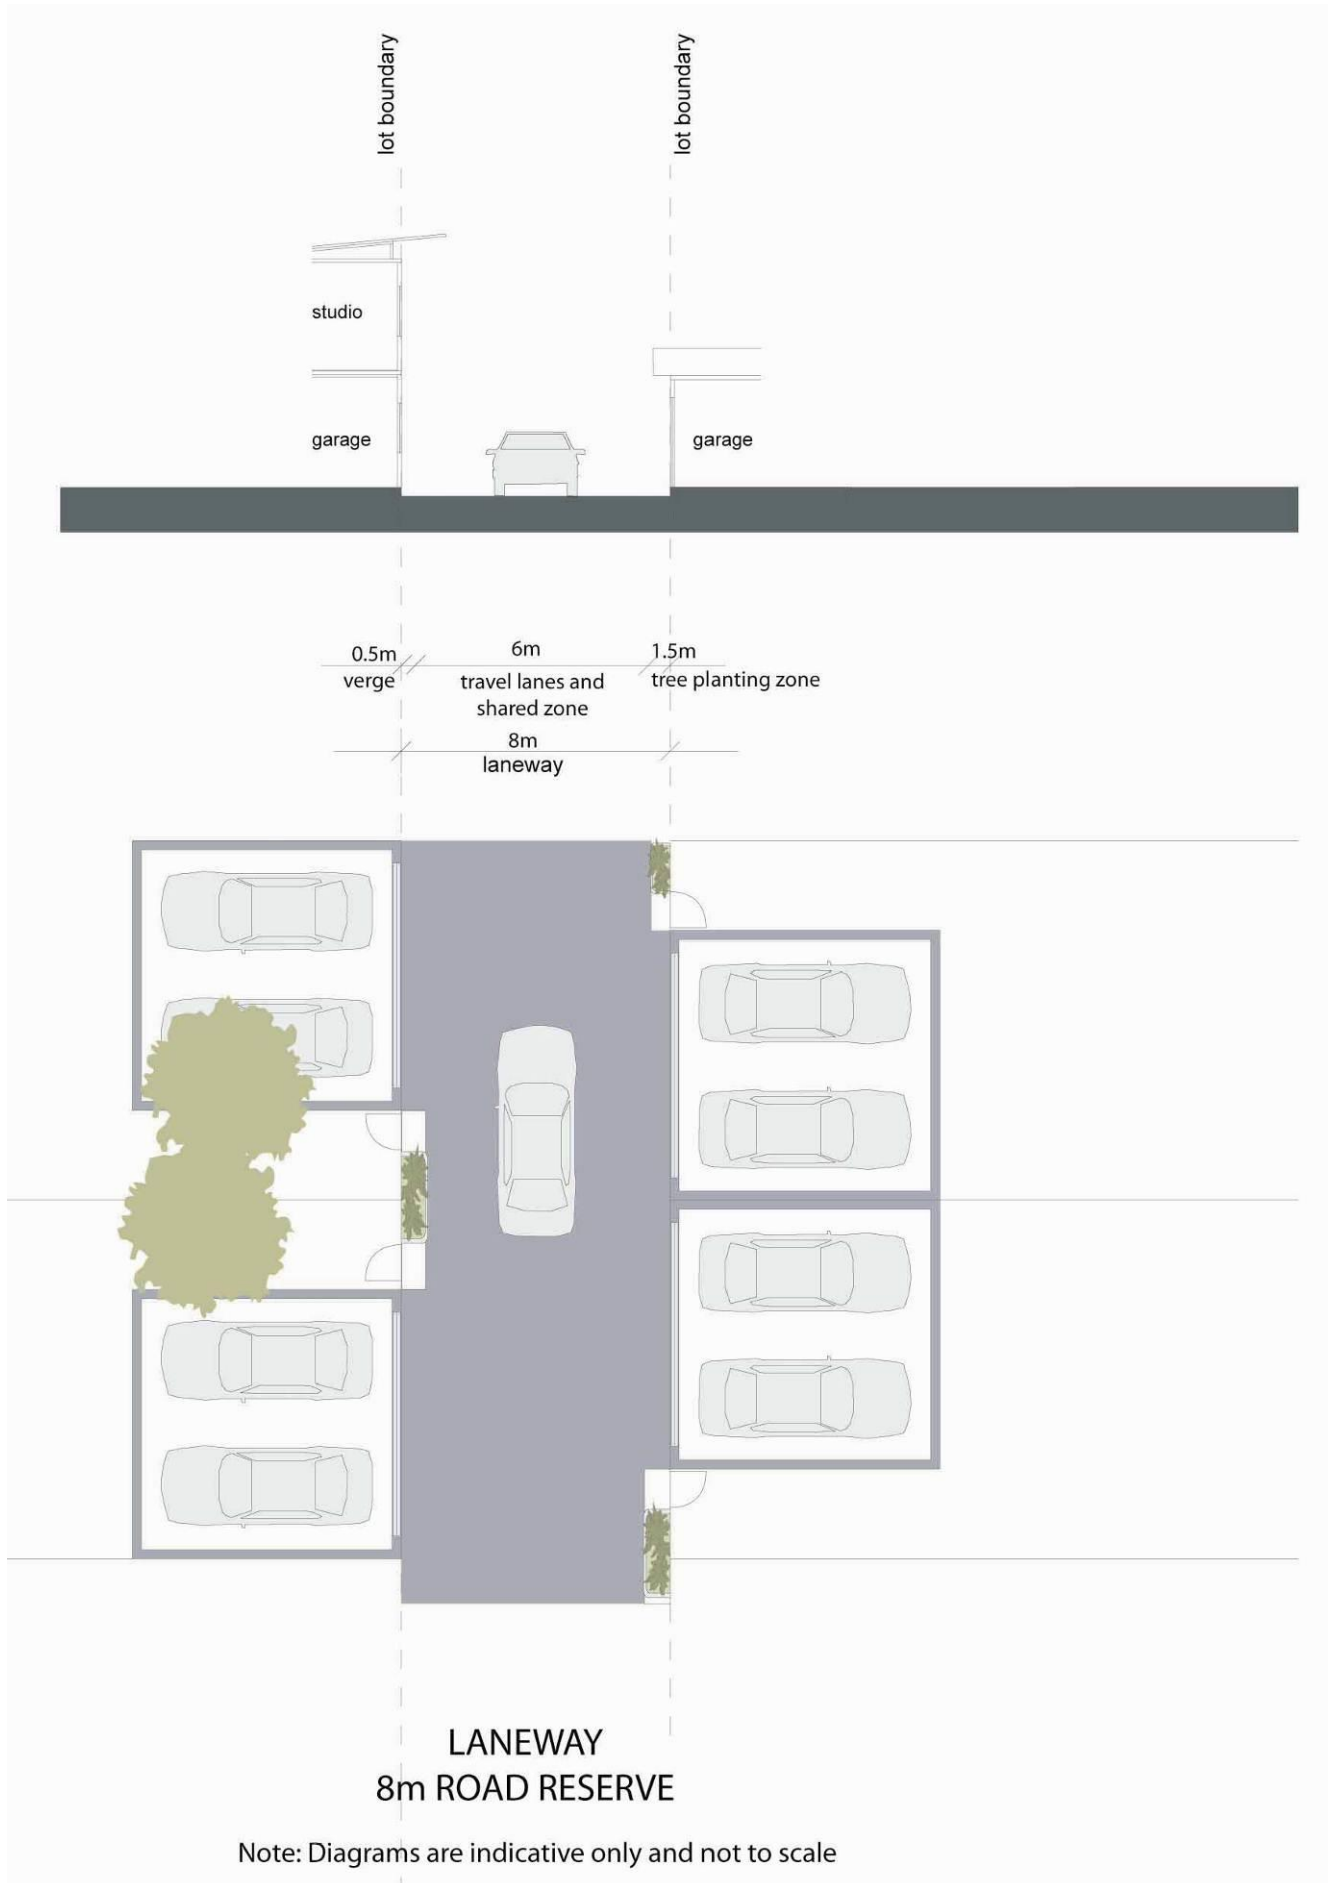 lot boundary
lot boundary
studio
garage
garage
0.5m
verge
6m
travel lanes and
shared zone
1.5m
tree planting zone
8m
laneway
LANEWAY
8m ROAD RESERVE
Note: Diagrams are indicative only and not to scale